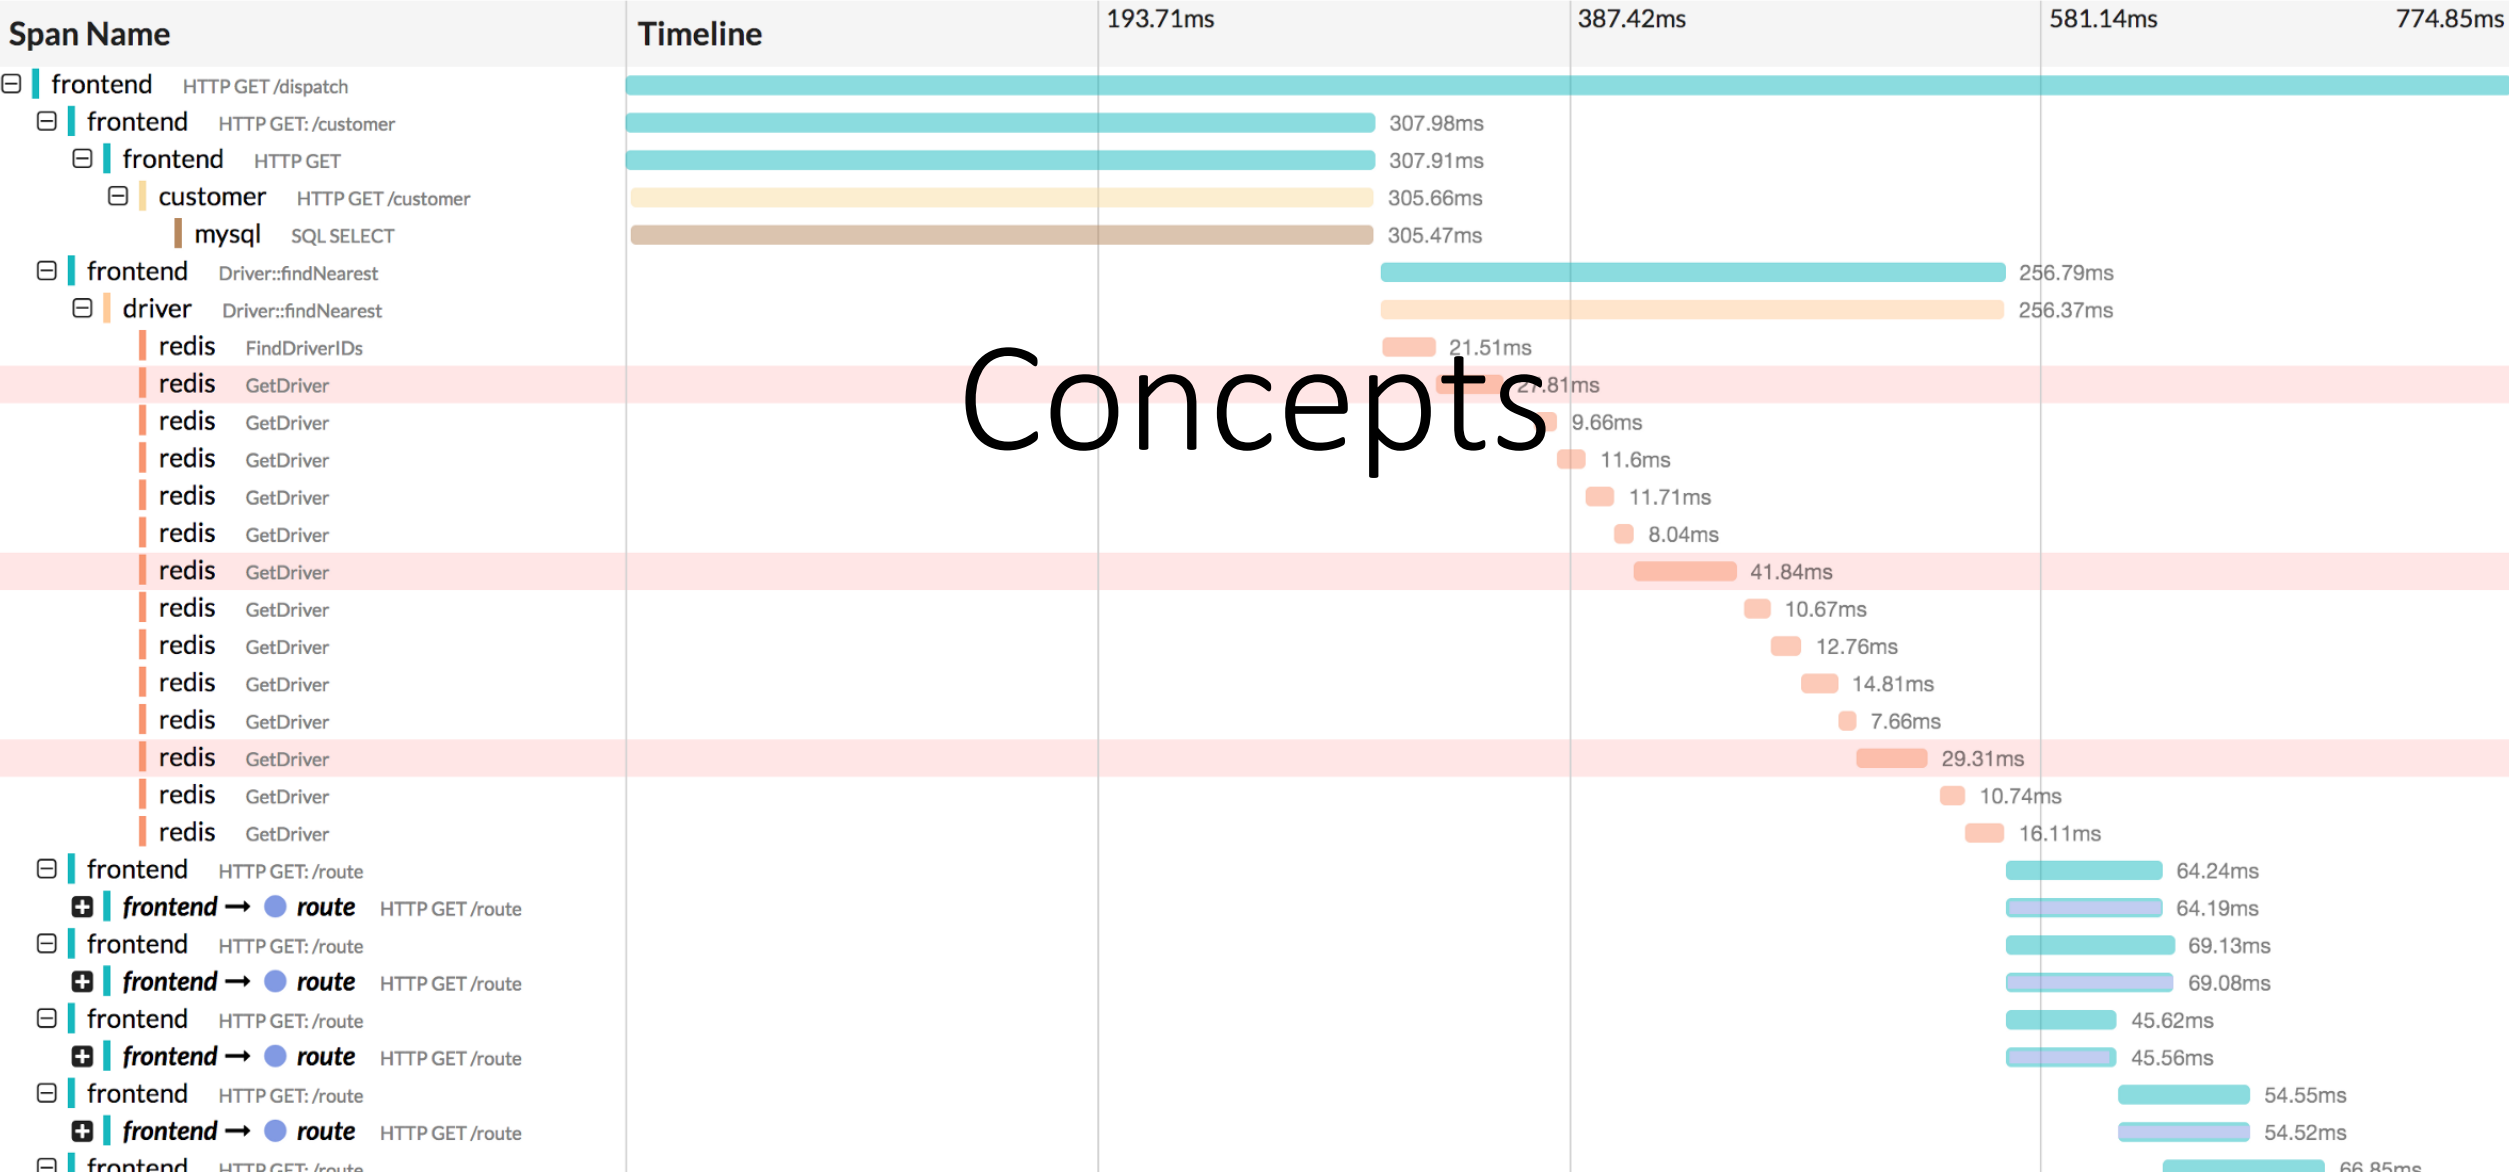 Span Name Timeline 193.71ms 387.42ms 581.14ms 774.85ms
frontend HTTP GET /dispatch
frontend HTTP GET: /customer 307.98ms
frontend HTTP GET 307.91ms
customer HTTP GET /customer 305.66ms
mysql SQL SELECT 305.47ms
frontend Driver::findNearest 256.79ms
driver Driver::findNearest 256.37ms
redis FindDriverIDs 21.51ms
Concepts
redis GetDriver 27.81ms
redis GetDriver 9.66ms
redis GetDriver 11.6ms
redis GetDriver 11.71ms
redis GetDriver 8.04ms
redis GetDriver 41.84ms
redis GetDriver 10.67ms
redis GetDriver 12.76ms
redis GetDriver 14.81ms
redis GetDriver 7.66ms
redis GetDriver 29.31ms
redis GetDriver 10.74ms
redis GetDriver 16.11ms
frontend HTTP GET: /route 64.24ms
frontend → route HTTP GET /route 64.19ms
frontend HTTP GET: /route 69.13ms
frontend → route HTTP GET /route 69.08ms
frontend HTTP GET: /route 45.62ms
frontend → route HTTP GET /route 45.56ms
frontend HTTP GET: /route 54.55ms
frontend → route HTTP GET /route 54.52ms
frontend HTTP GET: /route 66.85ms